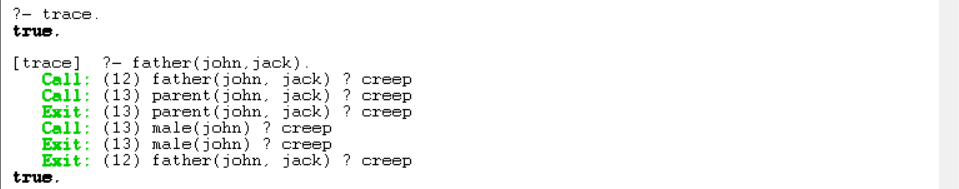 ?- trace.
true.
[trace]  ?- father(john,jack).
Call: (12) father(john, jack) ? creep
Call: (13) parent(john, jack) ? creep
Exit: (13) parent(john, jack) ? creep
Call: (13) male(john) ? creep
Exit: (13) male(john) ? creep
Exit: (12) father(john, jack) ? creep
true.